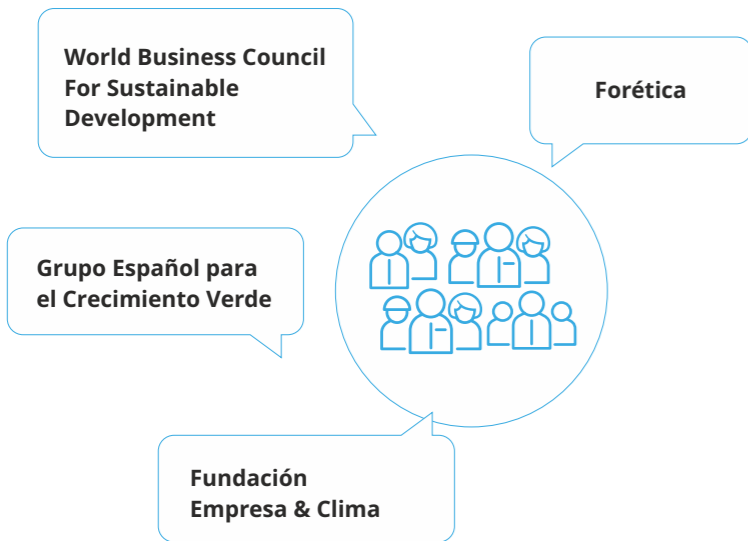 World Business Council
For Sustainable
Development
Forética
Grupo Español para
el Crecimiento Verde
Fundación
Empresa & Clima